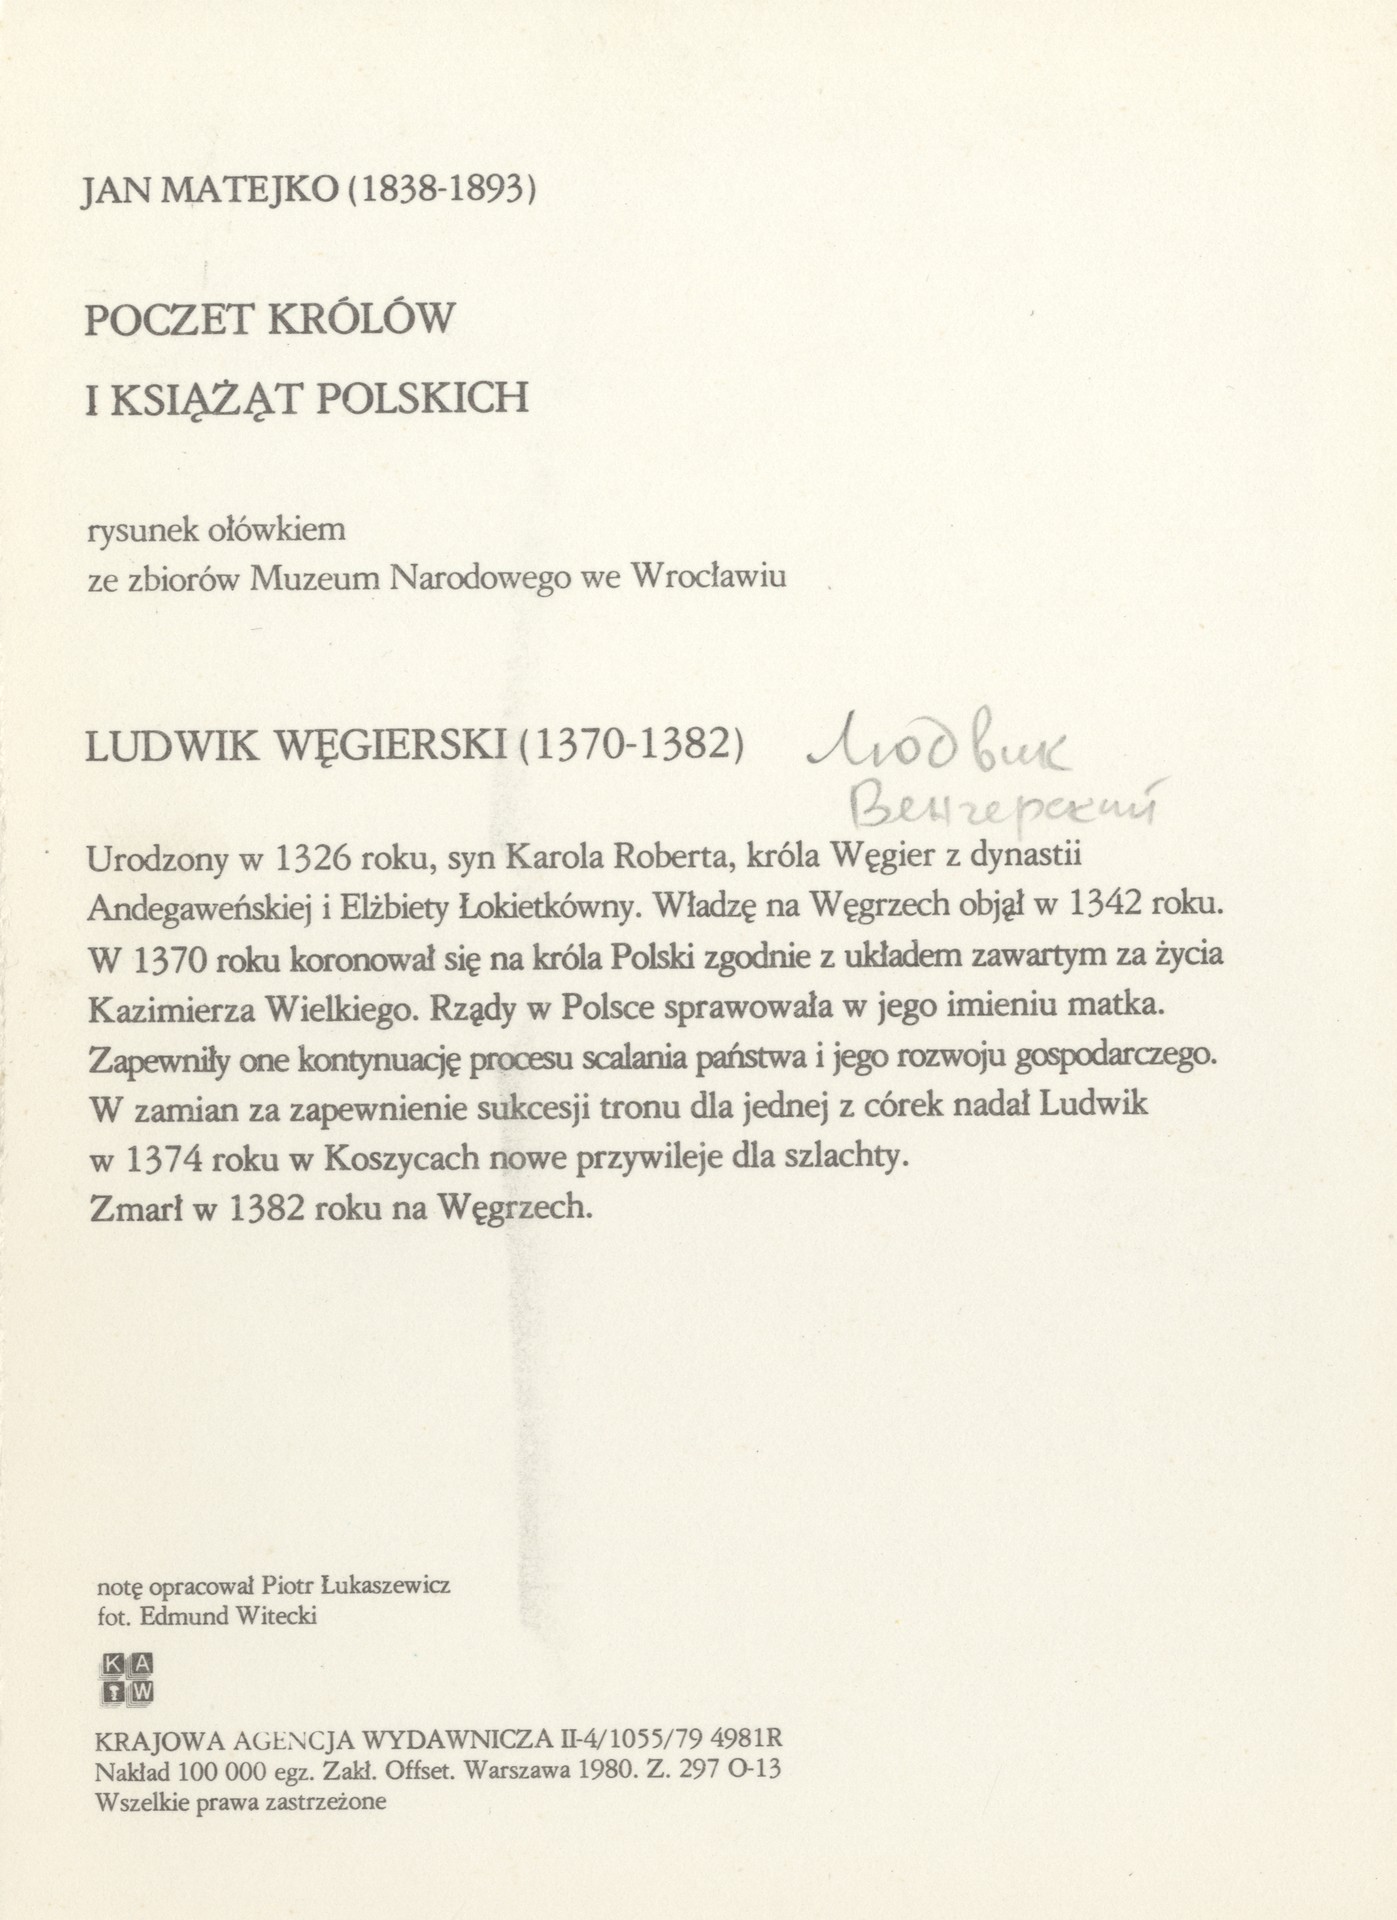 JAN MATEJKO (1838-1893)
POCZET KRÓLÓW
I KSIĄŻĄT POLSKICH
rysunek ołówkiem
ze zbiorów Muzeum Narodowego we Wrocławiu
LUDWIK WĘGIERSKI (1370-1382) Людвик
Венгерский
Urodzony w 1326 roku, syn Karola Roberta, króla Węgier z dynastii
Andegaweńskiej i Elżbiety Łokietkówny. Władzę na Węgrzech objął w 1342 roku.
W 1370 roku koronował się na króla Polski zgodnie z układem zawartym za życia
Kazimierza Wielkiego. Rządy w Polsce sprawowała w jego imieniu matka.
Zapewniły one kontynuację procesu scalania państwa i jego rozwoju gospodarczego.
W zamian za zapewnienie sukcesji tronu dla jednej z córek nadał Ludwik
w 1374 roku w Koszycach nowe przywileje dla szlachty.
Zmarł w 1382 roku na Węgrzech.
notę opracował Piotr Łukaszewicz
fot. Edmund Witecki
K A
I W
KRAJOWA AGENCJA WYDAWNICZA II-4/1055/79 4981R
Nakład 100 000 egz. Zakł. Offset. Warszawa 1980. Z. 297 O-13
Wszelkie prawa zastrzeżone